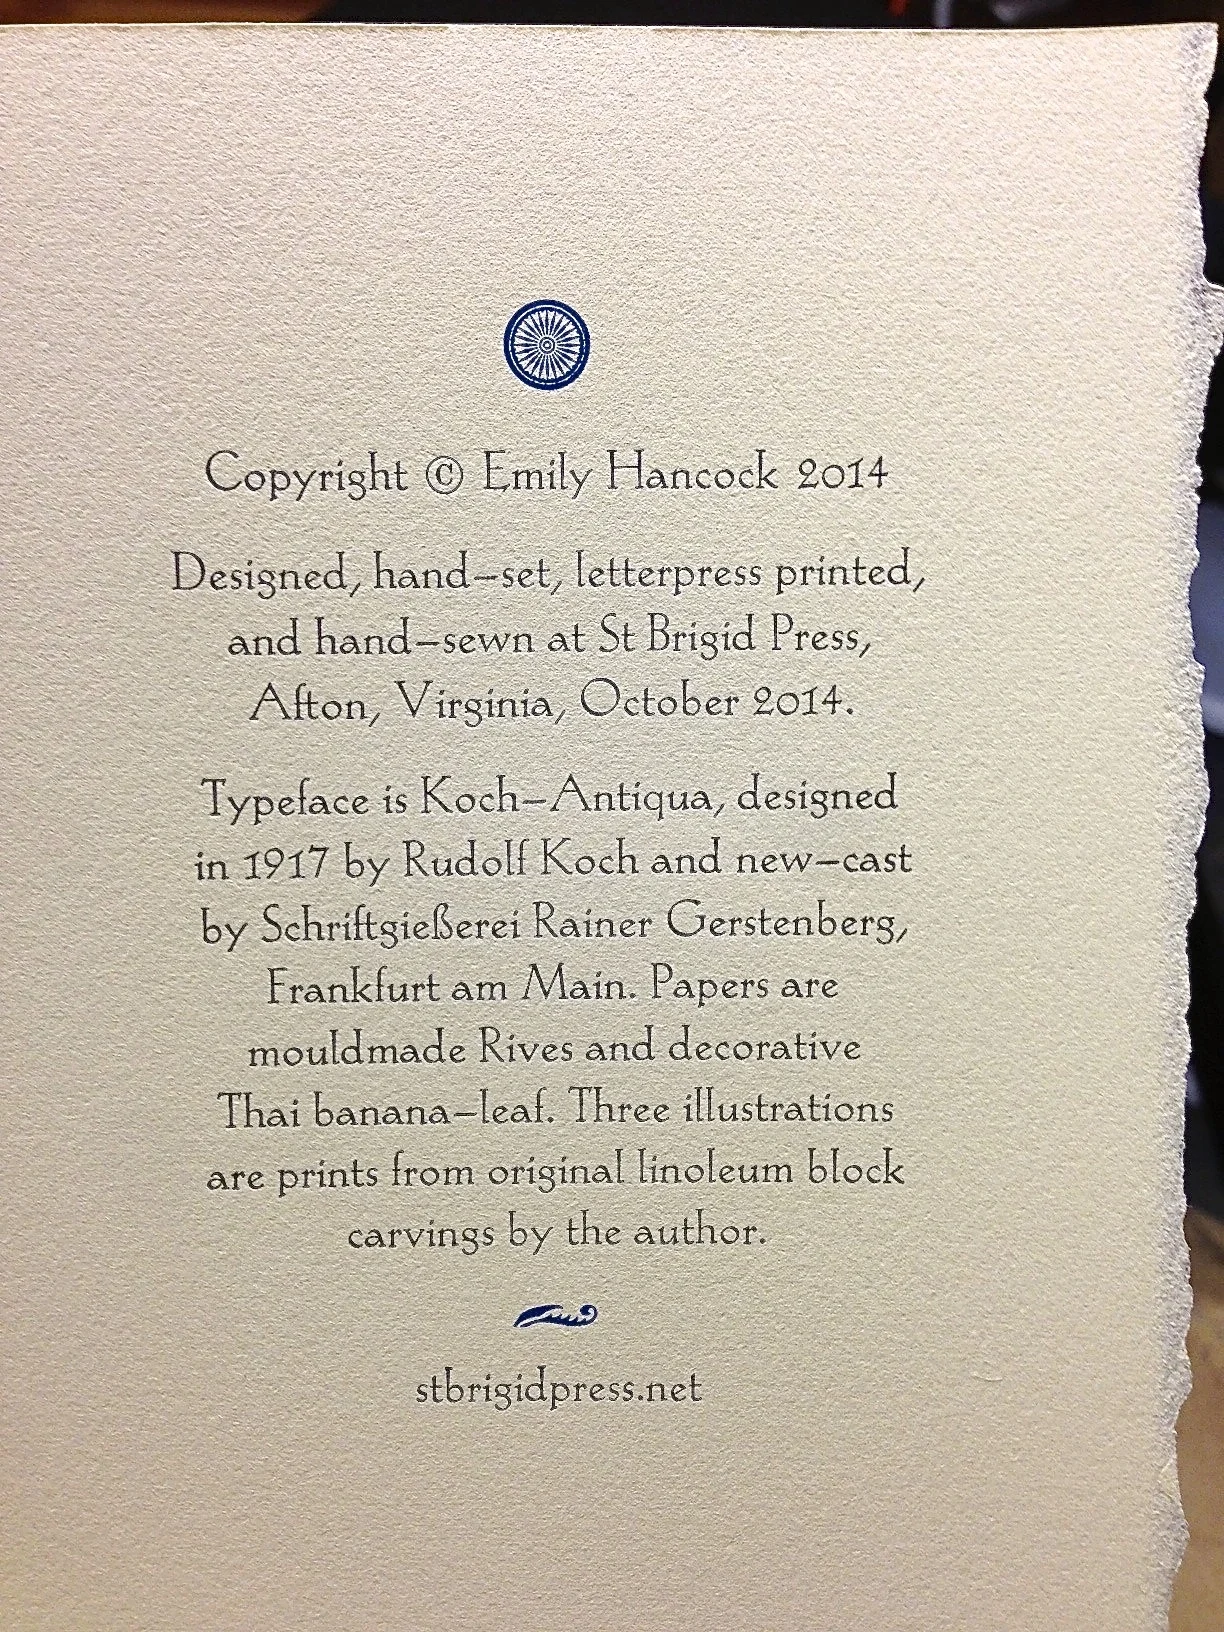 Copyright © Emily Hancock 2014
Designed, hand-set, letterpress printed,
and hand-sewn at St Brigid Press,
Afton, Virginia, October 2014.
Typeface is Koch-Antiqua, designed
in 1917 by Rudolf Koch and new-cast
by Schriftgießerei Rainer Gerstenberg,
Frankfurt am Main. Papers are
mouldmade Rives and decorative
Thai banana-leaf. Three illustrations
are prints from original linoleum block
carvings by the author.
stbrigidpress.net